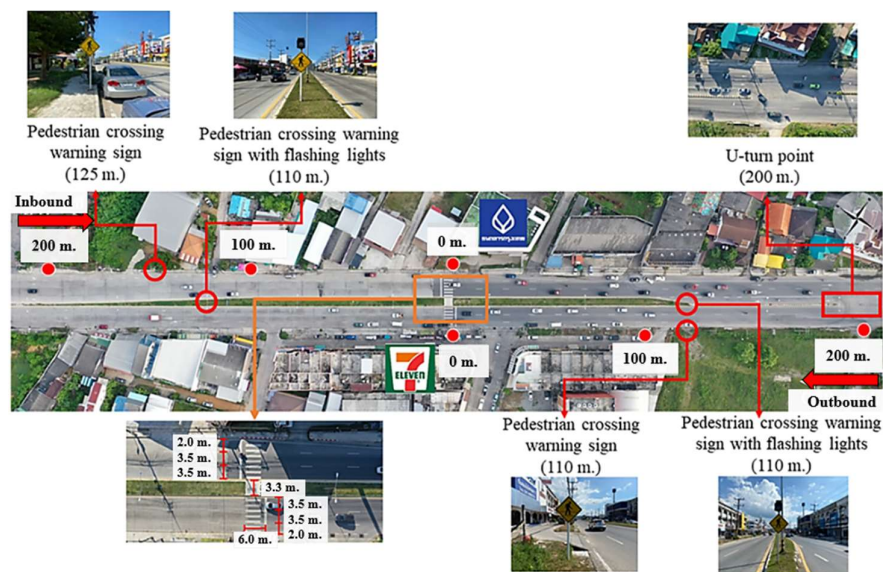 Pedestrian crossing
warning sign
(125 m.)
Pedestrian crossing warning
sign with flashing lights
(110 m.)
U-turn point
(200 m.)
Inbound
200 m.
100 m.
0 m.
7
ELEVEN
0 m.
100 m.
200 m.
Outbound
2.0 m.
3.5 m.
3.5 m.
3.3 m.
3.5 m.
3.5 m.
2.0 m.
6.0 m.
Pedestrian crossing
warning sign
(110 m.)
Pedestrian crossing warning
sign with flashing lights
(110 m.)